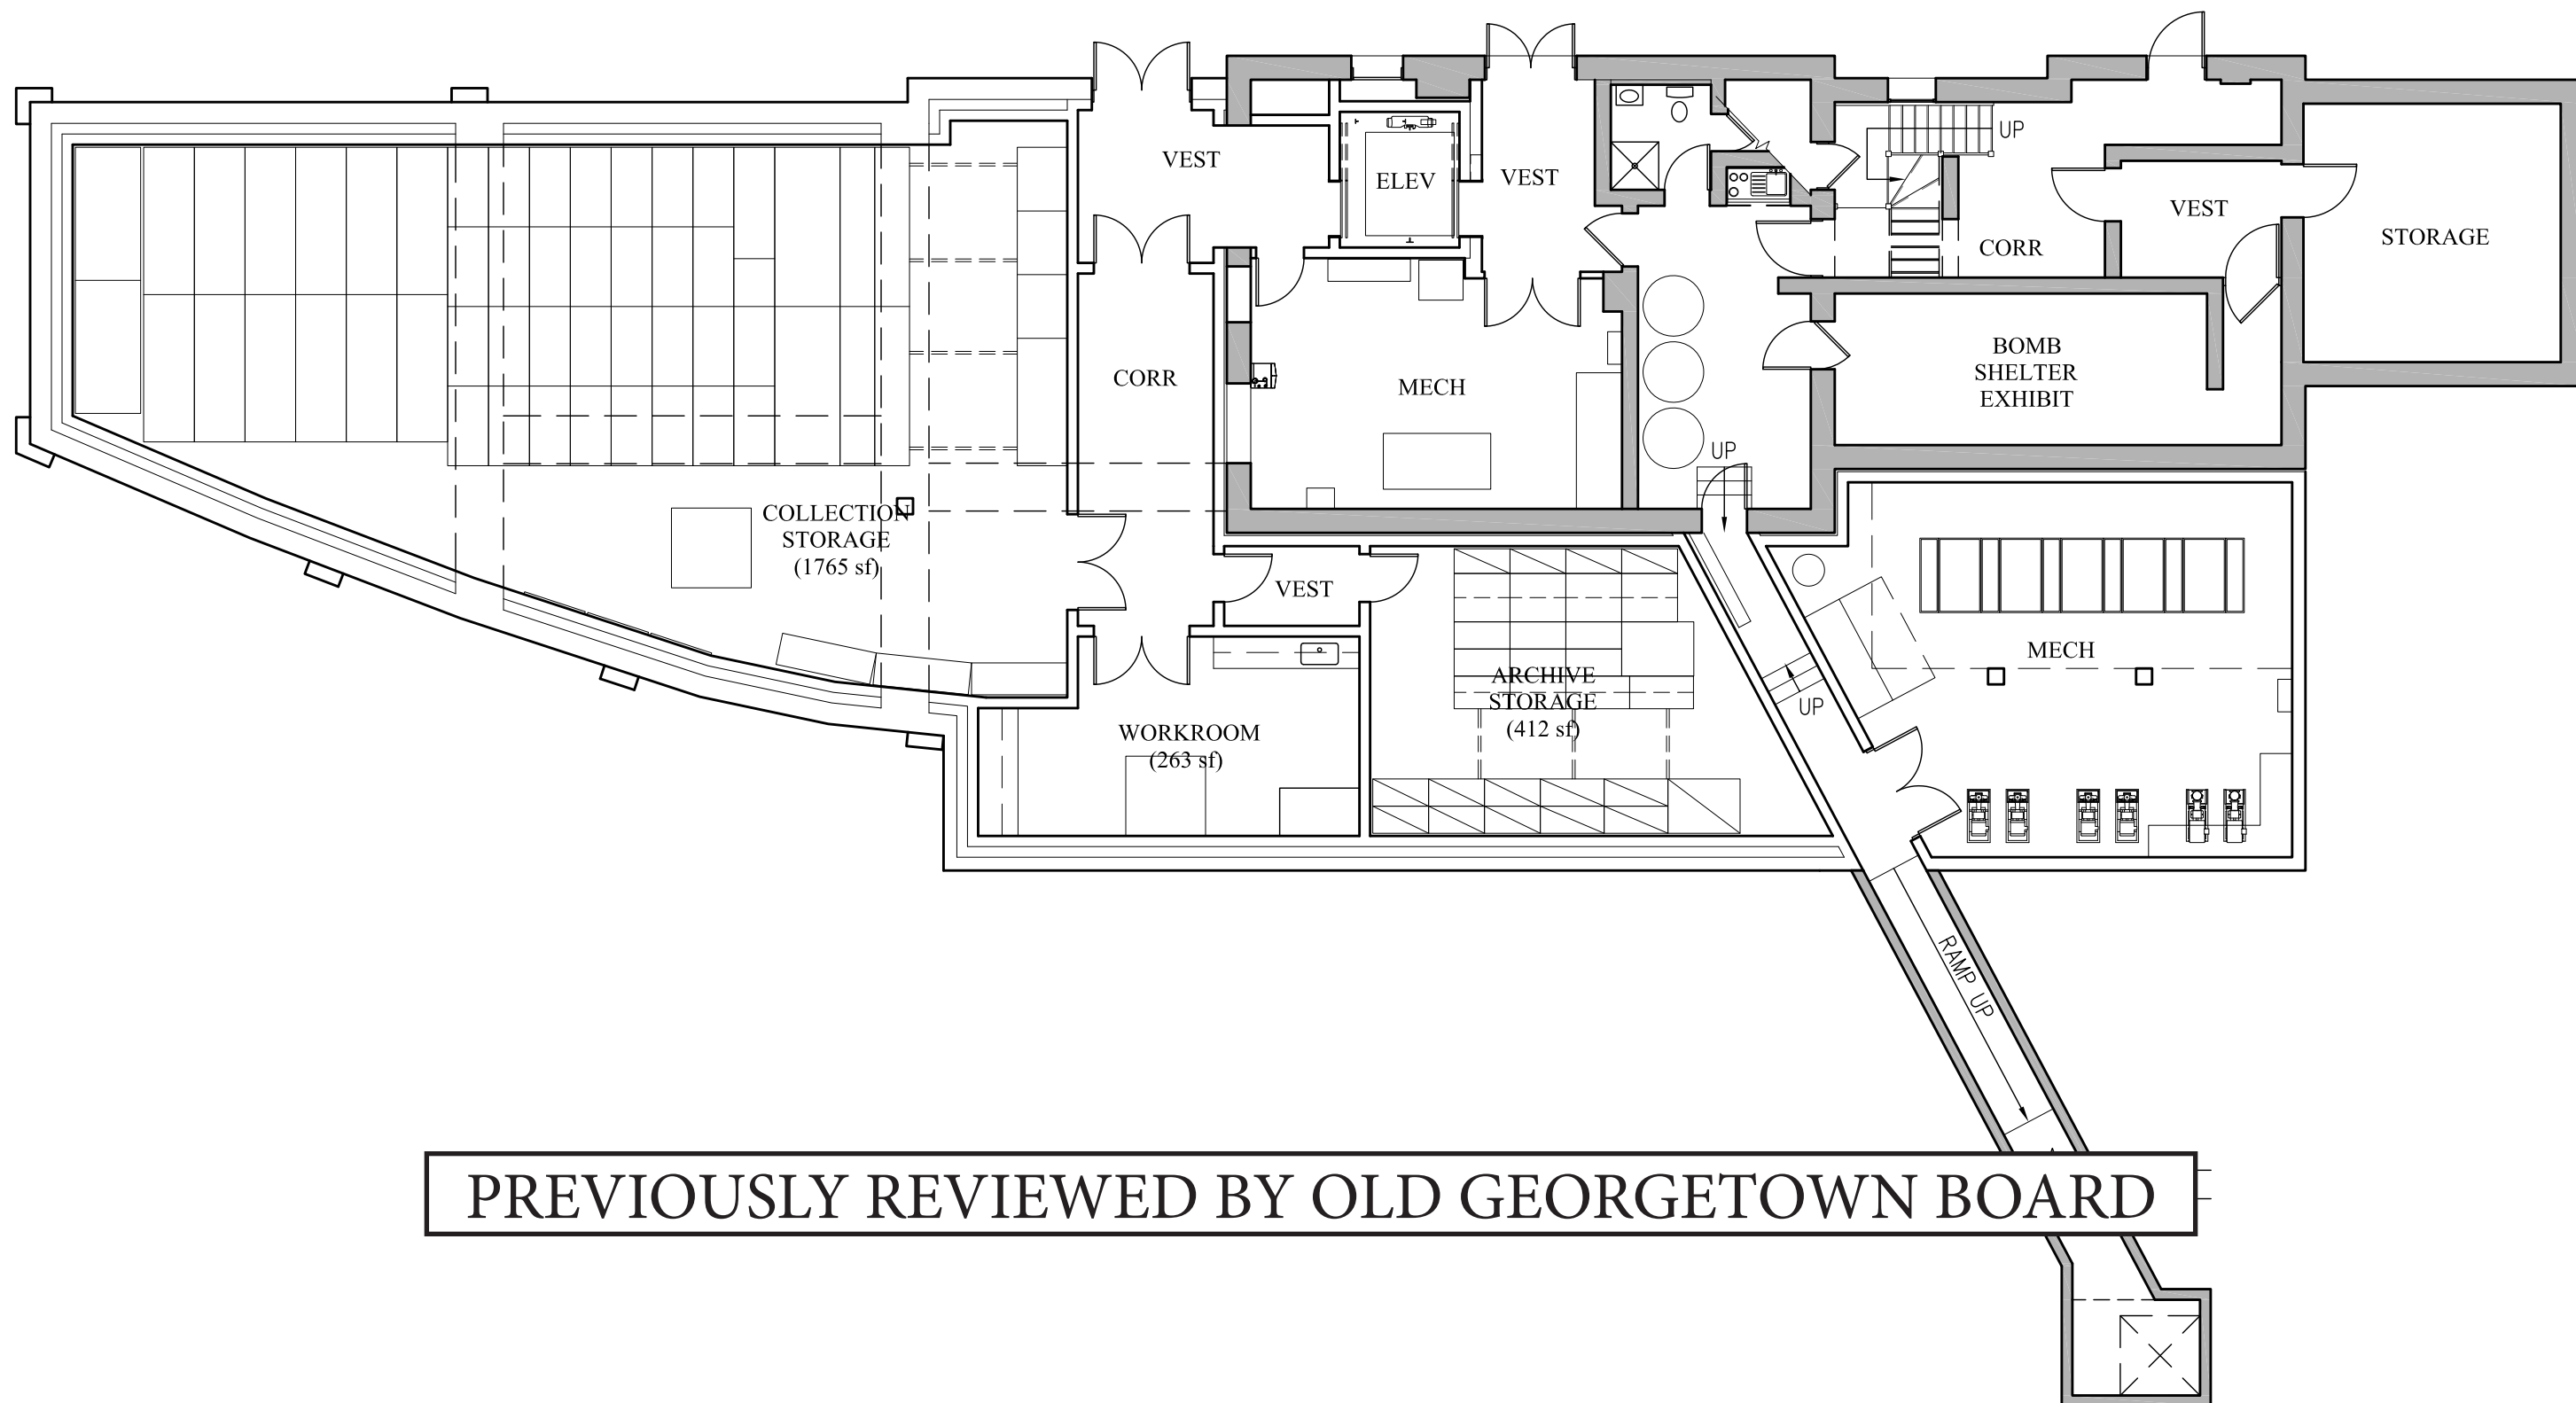 UP
VEST
ELEV
VEST
VEST
STORAGE
CORR
BOMB
SHELTER
EXHIBIT
CORR
MECH
UP
COLLECTION
STORAGE
(1765 sf)
VEST
MECH
ARCHIVE
STORAGE
(412 sf)
UP
WORKROOM
(263 sf)
RAMP UP
PREVIOUSLY REVIEWED BY OLD GEORGETOWN BOARD